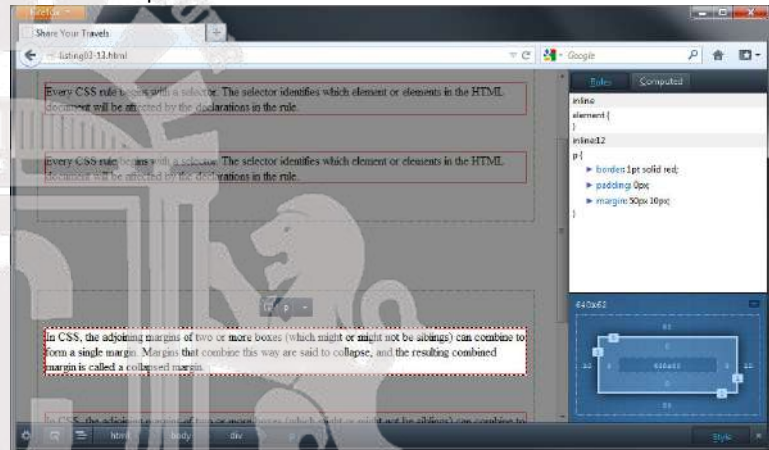 Firefox
Share Your Travels
listing03-13.html
Google
Every CSS rule begins with a selector. The selector identifies which element or elements in the HTML
document will be affected by the declarations in the rule.
Every CSS rule begins with a selector. The selector identifies which element or elements in the HTML
document will be affected by the declarations in the rule.
p
In CSS, the adjoining margins of two or more boxes (which might or might not be siblings) can combine to
form a single margin. Margins that combine this way are said to collapse, and the resulting combined
margin is called a collapsed margin.
In CSS, the adjoining margins of two or more boxes (which might or might not be siblings) can combine to
html
body
div
p
Rules
Computed
inline
element {
}
inline:12
p {
border: 1pt solid red;
padding: 0px;
margin: 50px 10px;
}
640x62
Style